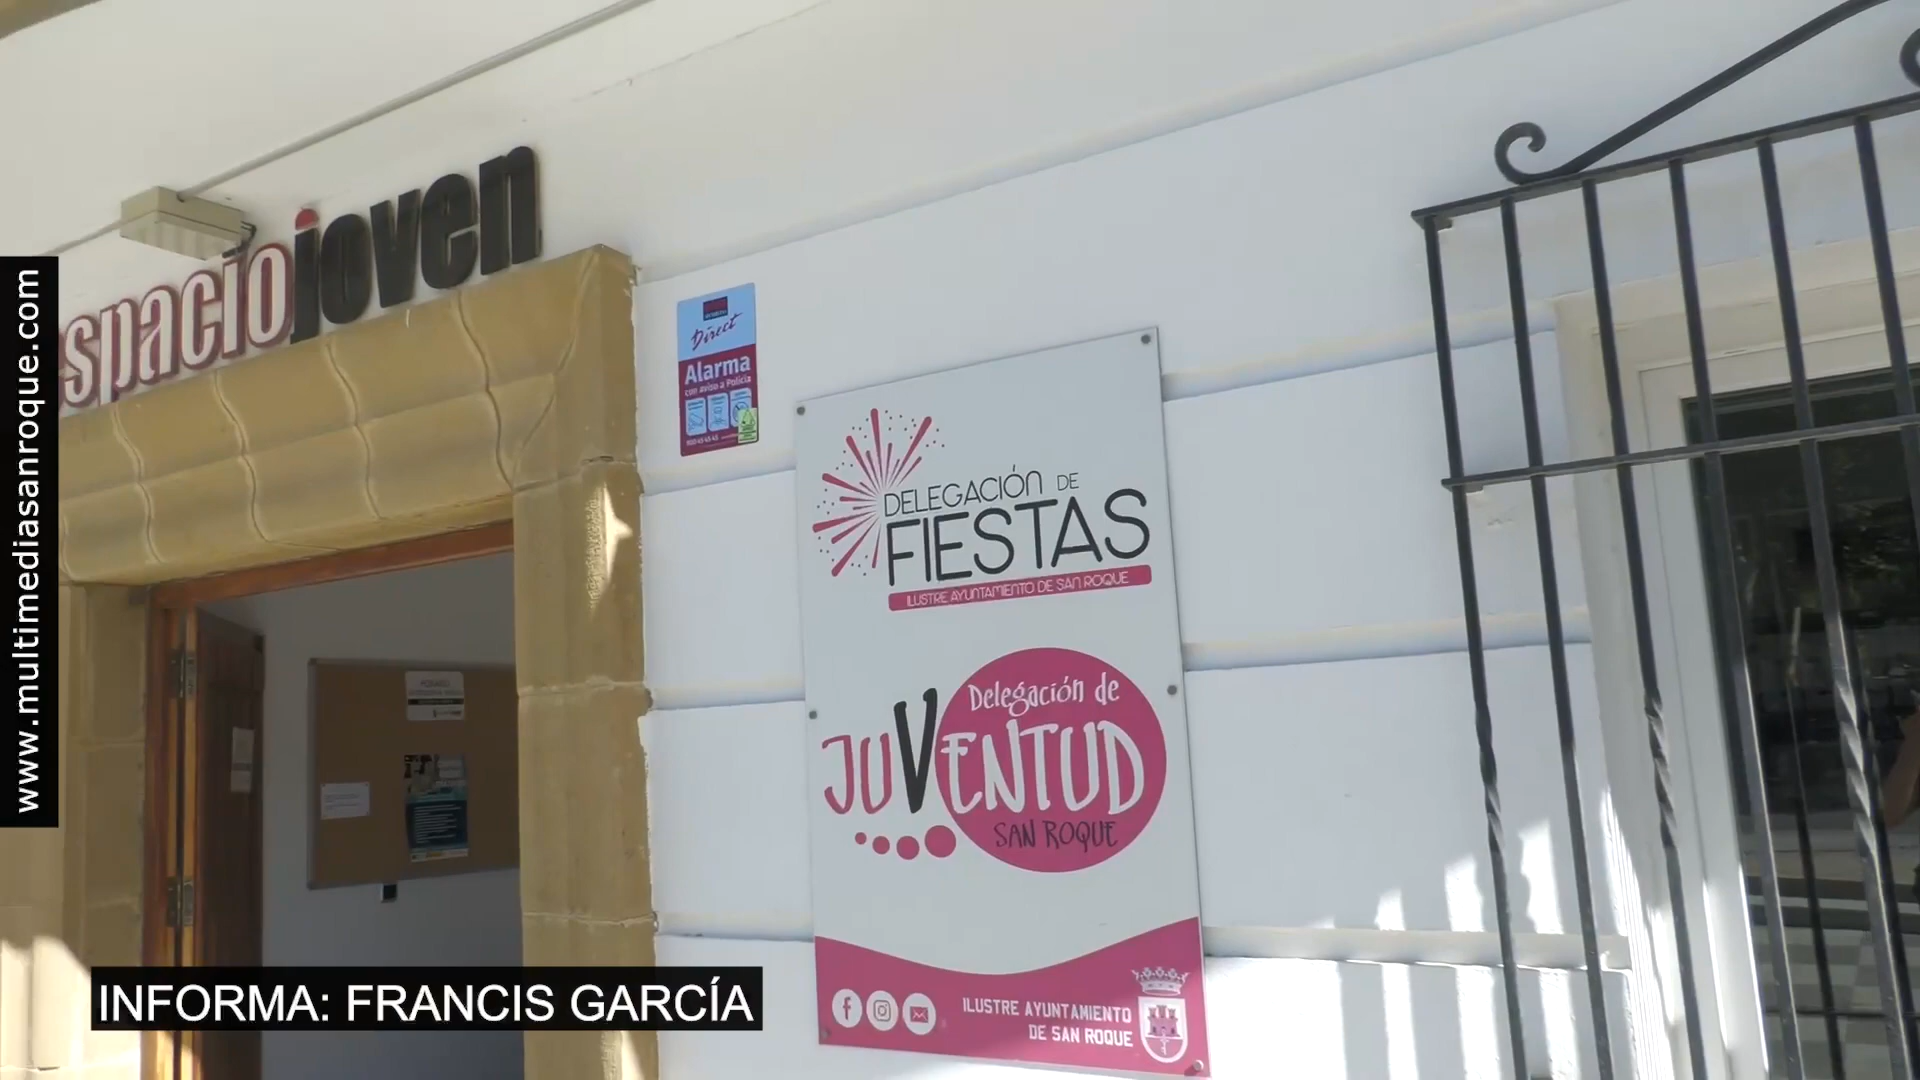 www.multimediasanroque.com
spaciojoven
Direct
Alarma
con aviso a Policía
DELEGACIÓN DE
FIESTAS
ILUSTRE AYUNTAMIENTO DE SAN ROQUE
Delegación de
JUVENTUD
SAN ROQUE
ILUSTRE AYUNTAMIENTO
DE SAN ROQUE
INFORMA: FRANCIS GARCÍA